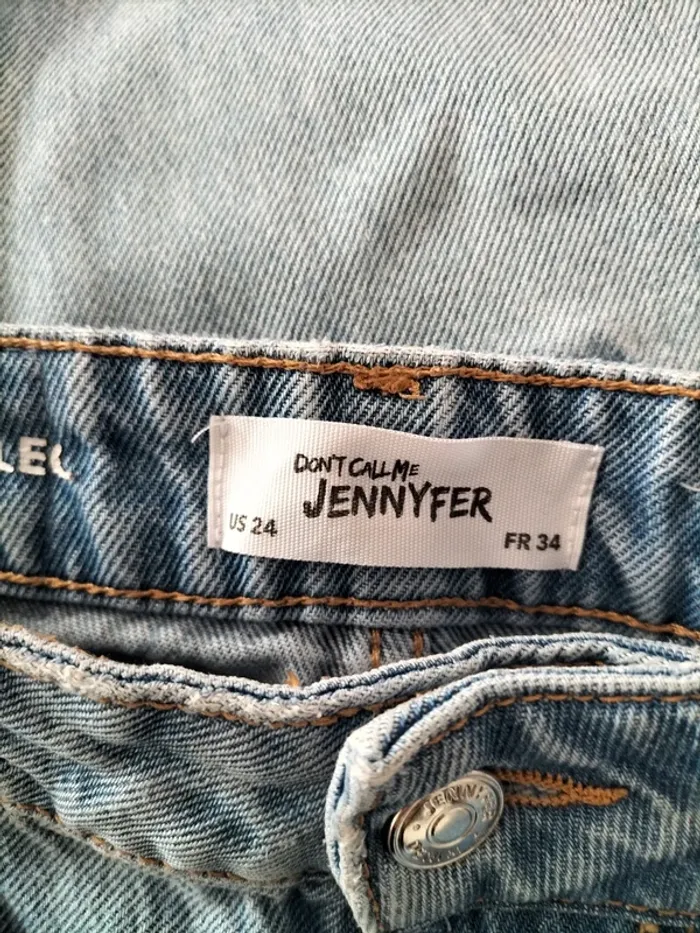 DON'T CALL ME
JENNYFER
US 24
FR 34